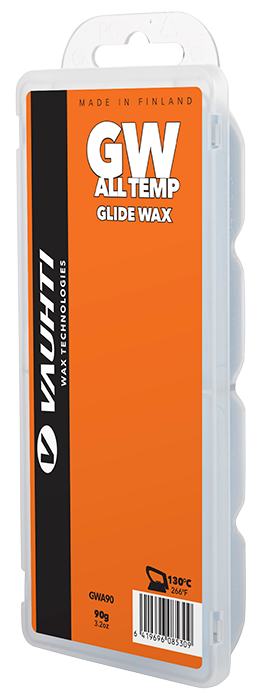 MADE IN FINLAND
GW
ALL TEMP
GLIDE WAX
VAUHTI
WAX TECHNOLOGIES
GWA90
90g
3.2oz
130°C
266°F
6 419696 085309